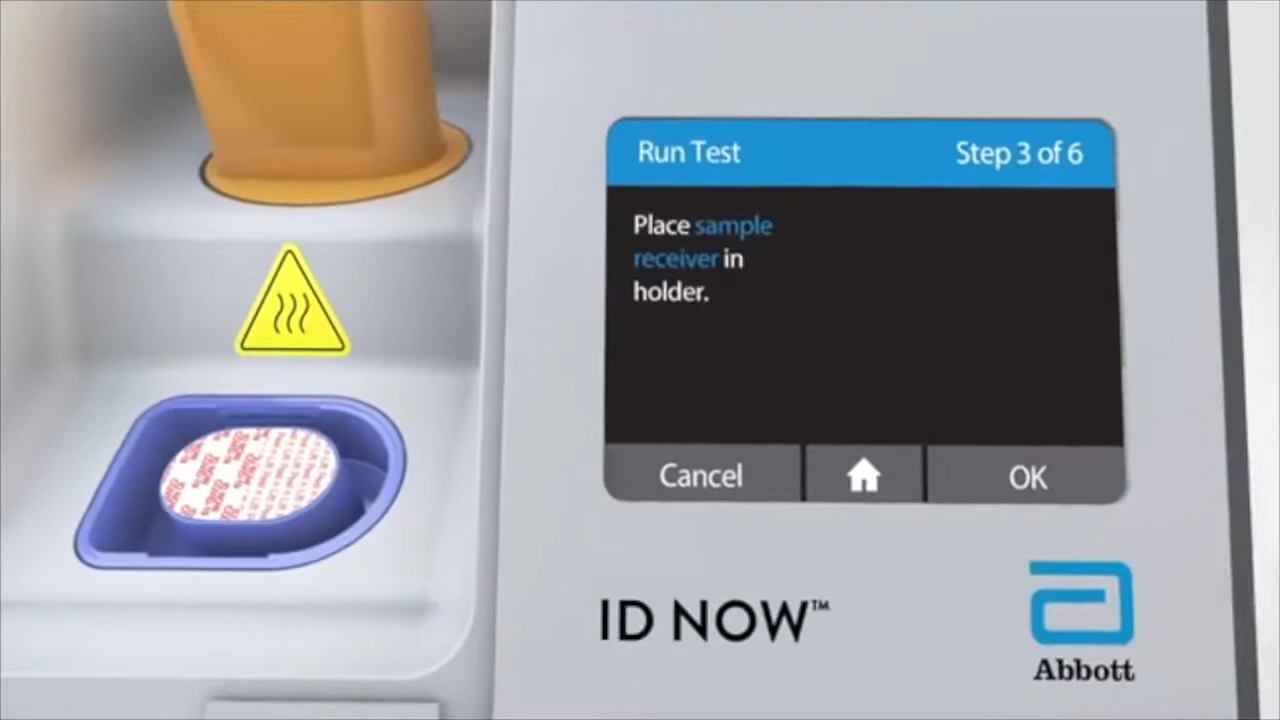 Run Test
Step 3 of 6
Place sample
receiver in
holder.
Cancel
OK
ID NOW™
Abbott